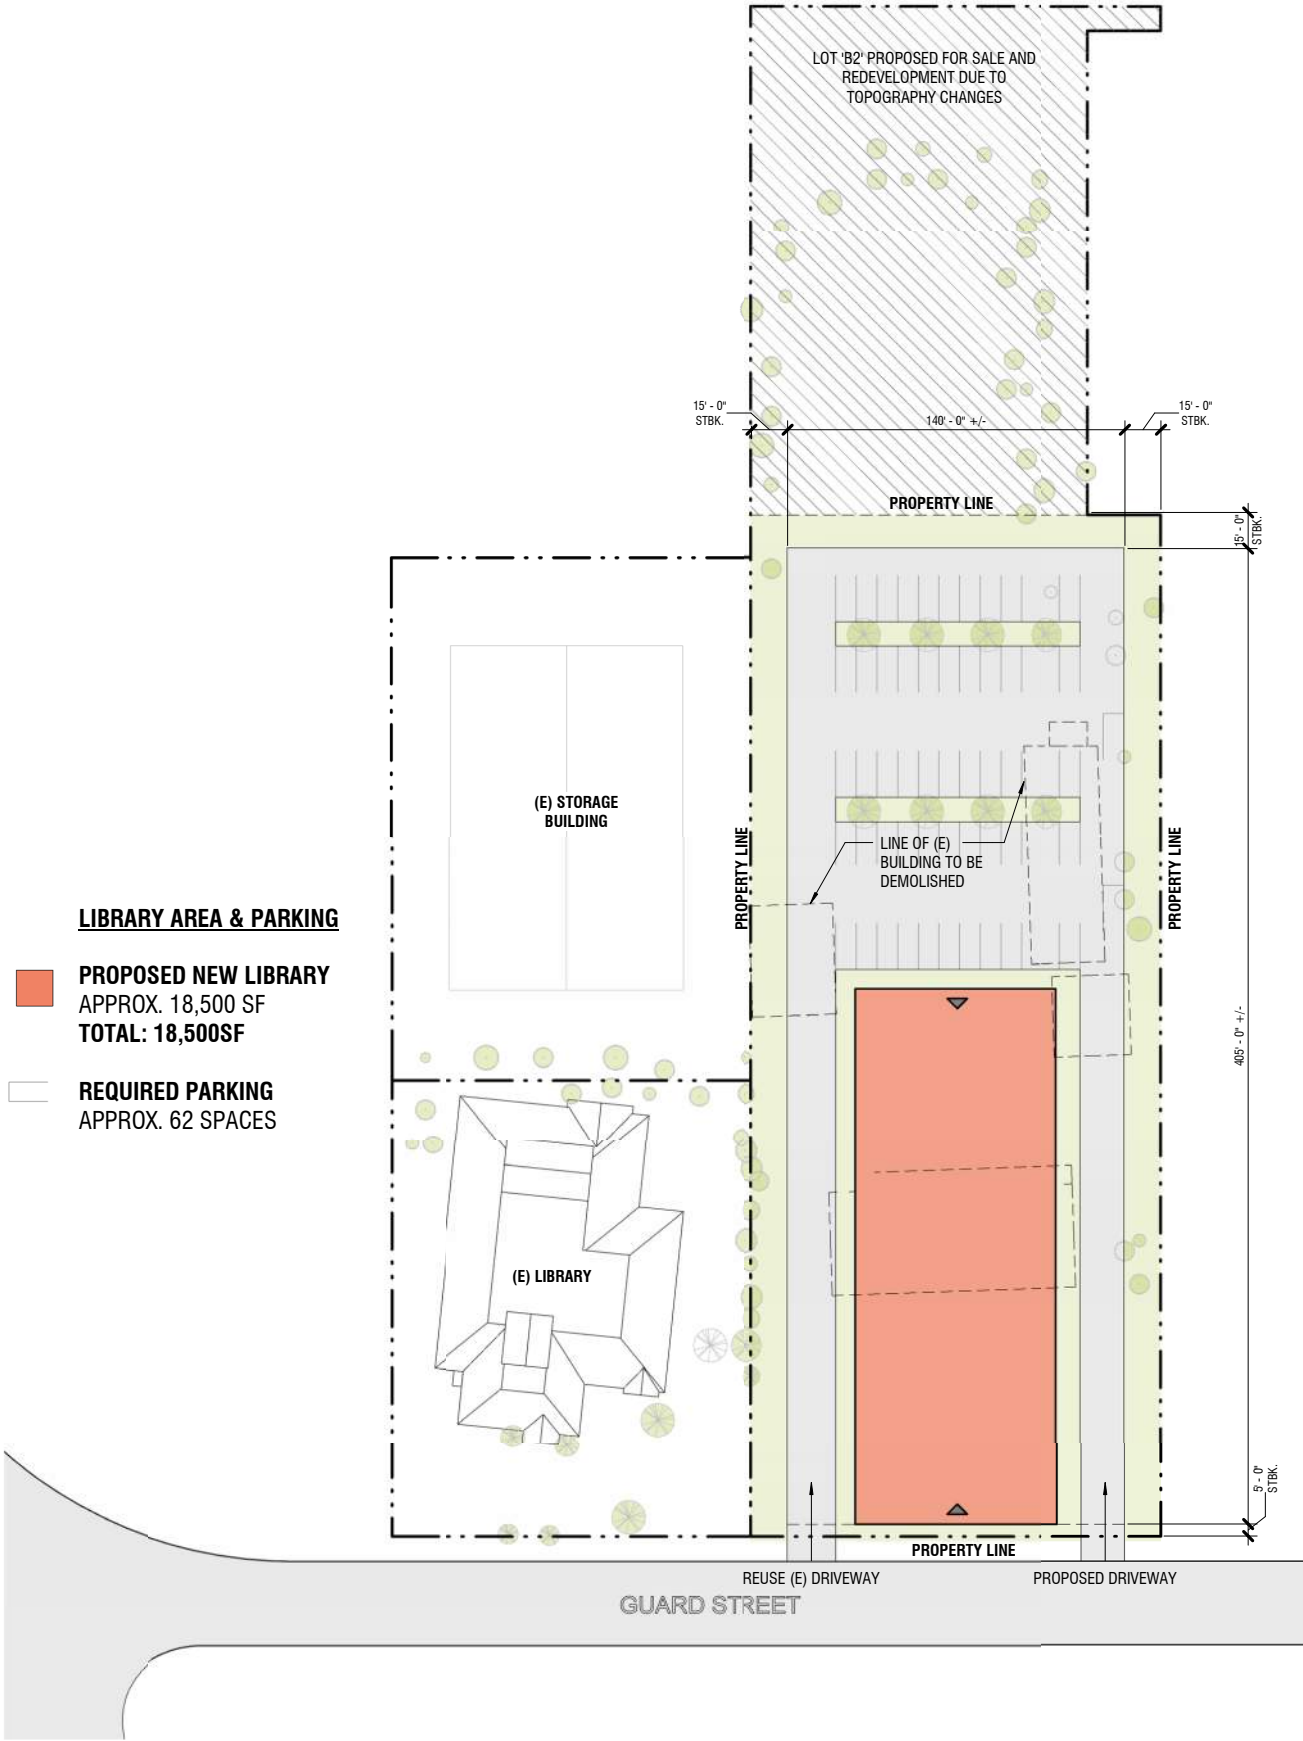 LOT 'B2' PROPOSED FOR SALE AND
REDEVELOPMENT DUE TO
TOPOGRAPHY CHANGES
15' - 0"
STBK.
140' - 0" +/-
15' - 0"
STBK.
PROPERTY LINE
15' - 0"
STBK.
(E) STORAGE
BUILDING
PROPERTY LINE
LINE OF (E)
BUILDING TO BE
DEMOLISHED
PROPERTY LINE
LIBRARY AREA & PARKING
PROPOSED NEW LIBRARY
APPROX. 18,500 SF
TOTAL: 18,500SF
REQUIRED PARKING
APPROX. 62 SPACES
405' - 0" +/-
(E) LIBRARY
5' - 0"
STBK.
PROPERTY LINE
REUSE (E) DRIVEWAY
PROPOSED DRIVEWAY
GUARD STREET